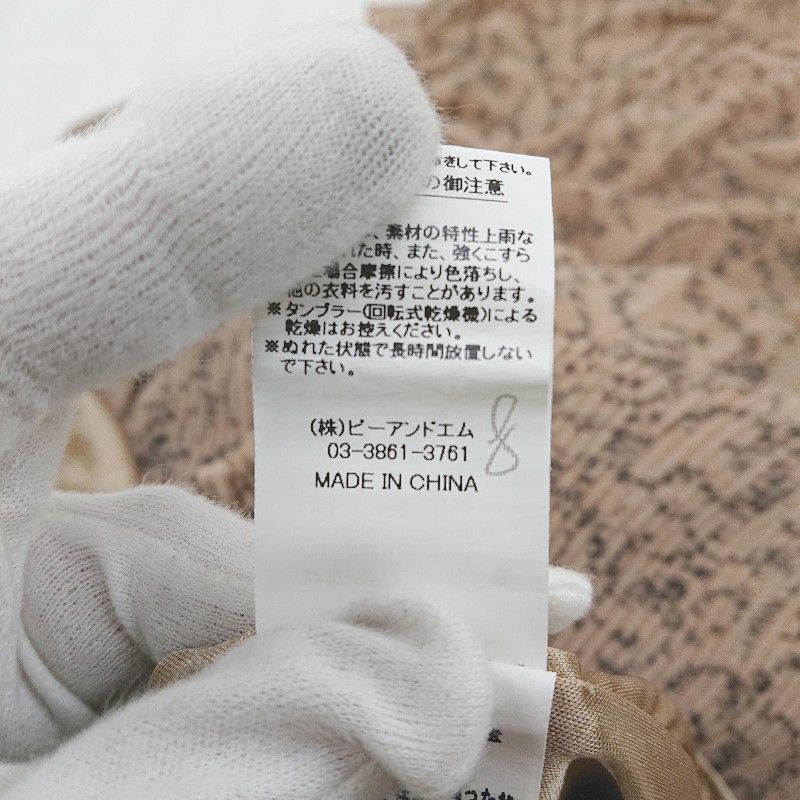 をして下さい。
の御注意
、素材の特性上雨な
れた時、また、強くこすら
場合摩擦により色落ちし、
他の衣料を汚すことがあります。
※タンブラー(回転式乾燥機)による
乾燥はお控えください。
※ぬれた状態で長時間放置しない
で下さい。
(株)ビーアンドエム
03-3861-3761
MADE IN CHINA
8